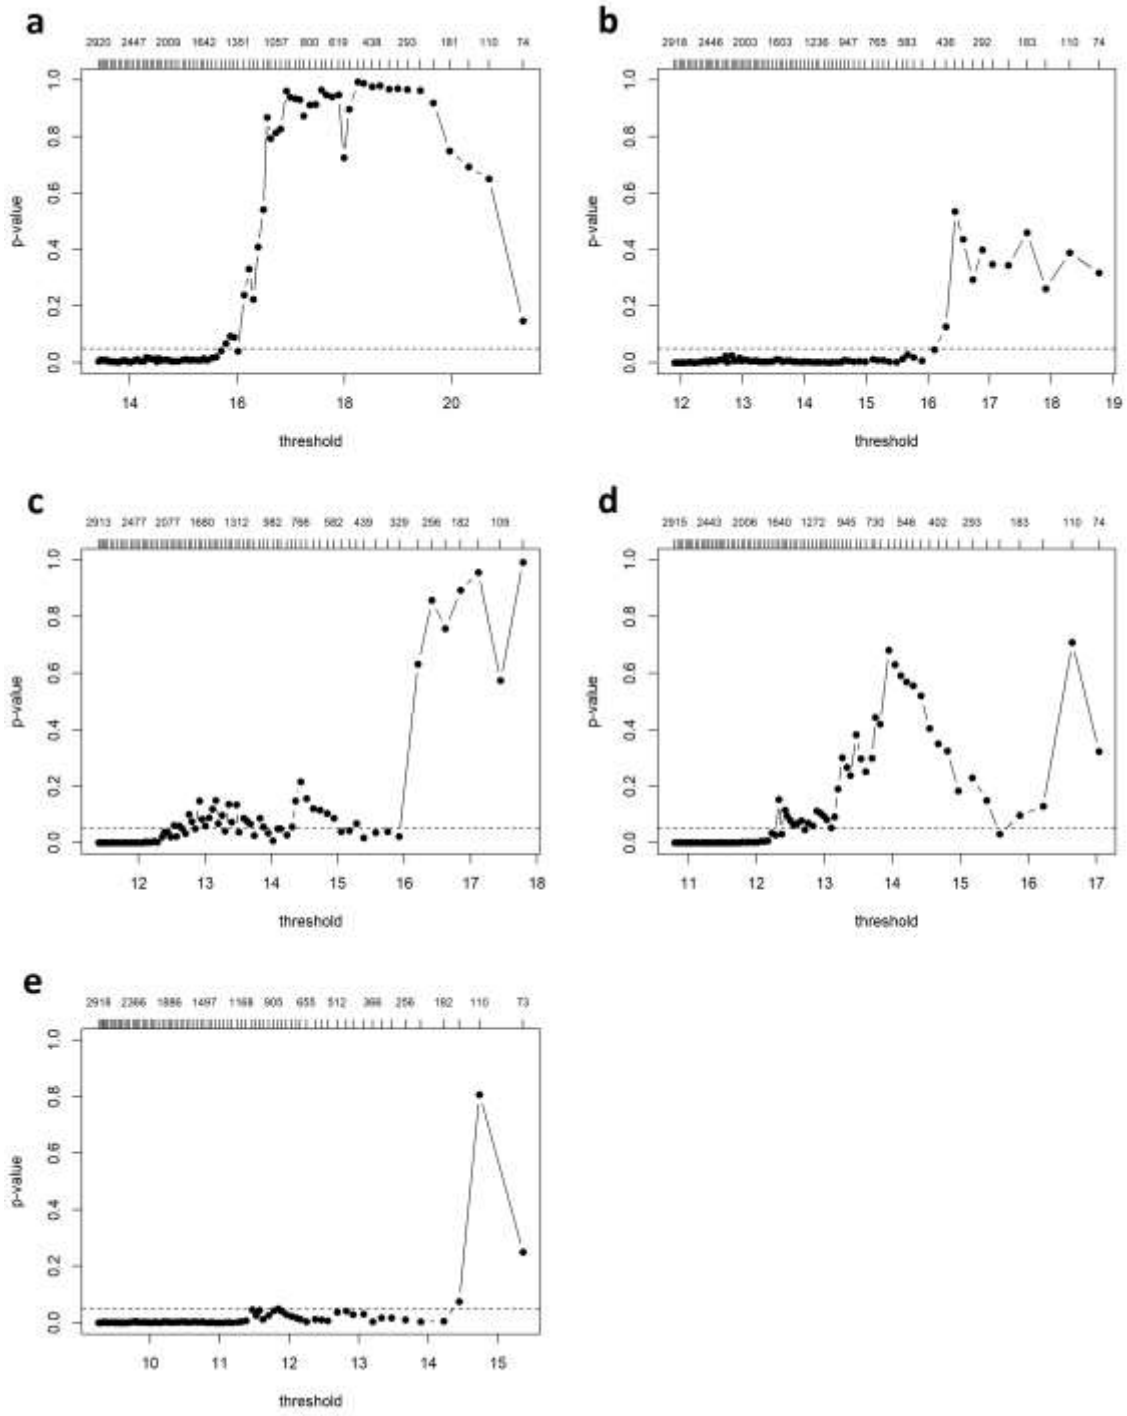 a
2920 2447 2009 1642 1351 1057 800 619 438 293 181 110 74
p-value
0.0 0.2 0.4 0.6 0.8 1.0
14 16 18 20
threshold
b
2918 2446 2003 1603 1236 947 765 583 436 292 183 110 74
p-value
0.0 0.2 0.4 0.6 0.8 1.0
12 13 14 15 16 17 18 19
threshold
c
2913 2477 2077 1680 1312 982 766 582 439 329 256 182 109
p-value
0.0 0.2 0.4 0.6 0.8 1.0
12 13 14 15 16 17 18
threshold
d
2915 2443 2006 1640 1272 945 730 546 402 293 183 110 74
p-value
0.0 0.2 0.4 0.6 0.8 1.0
11 12 13 14 15 16 17
threshold
e
2918 2366 1886 1497 1168 905 655 512 366 256 182 110 73
p-value
0.0 0.2 0.4 0.6 0.8 1.0
10 11 12 13 14 15
threshold